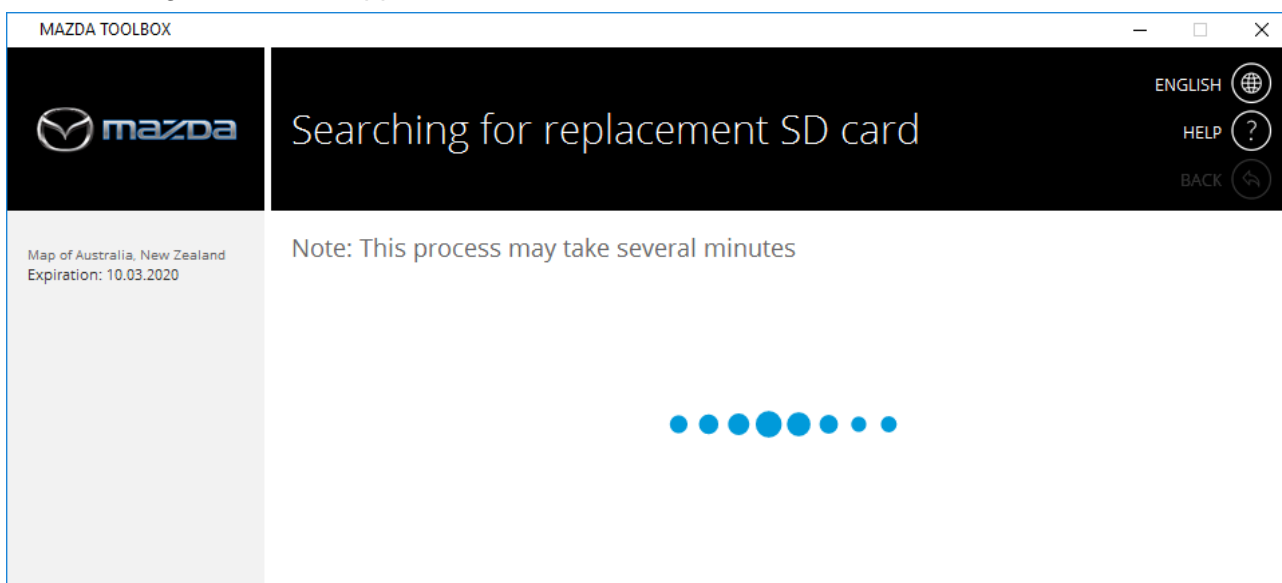 MAZDA TOOLBOX
mazda
Searching for replacement SD card
ENGLISH
HELP ?
BACK
Map of Australia, New Zealand
Expiration: 10.03.2020
Note: This process may take several minutes